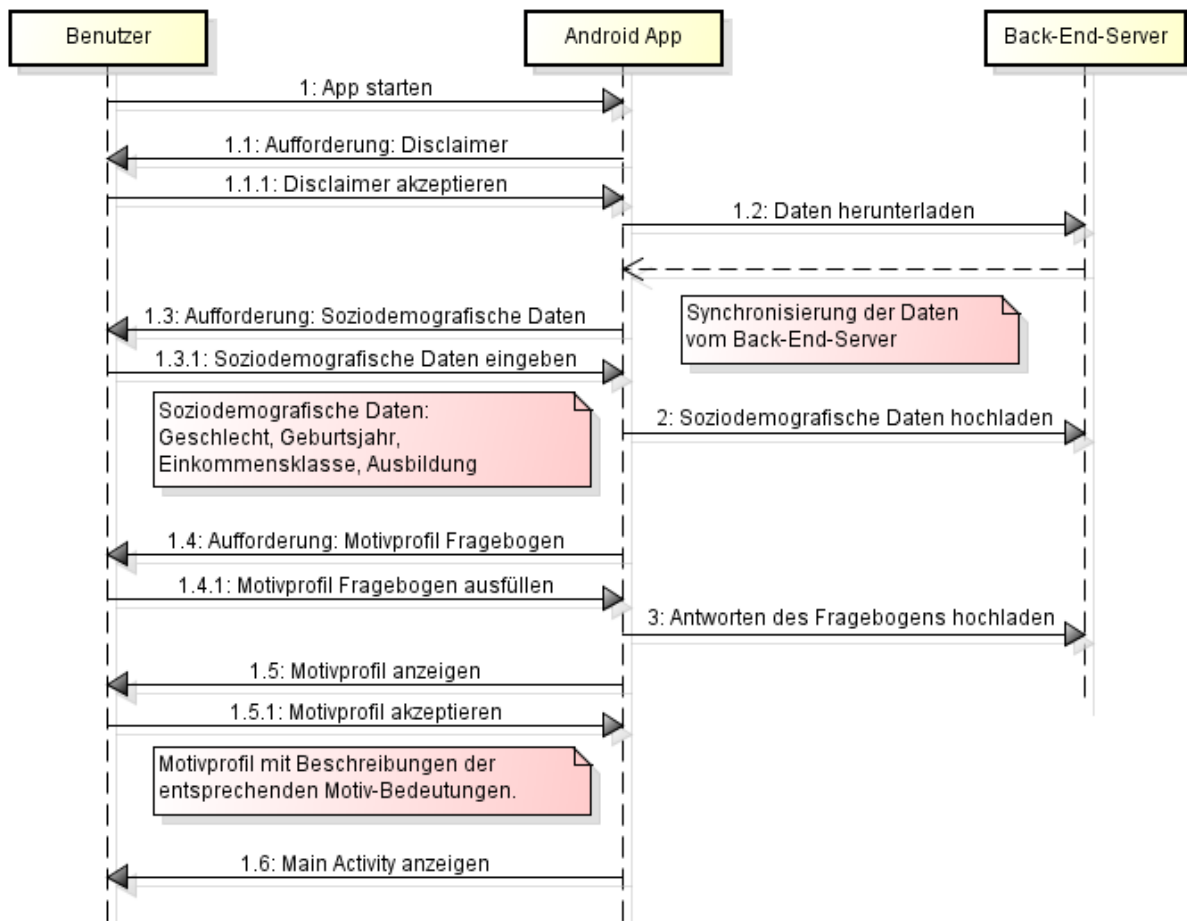 Benutzer
Android App
Back-End-Server
1: App starten
1.1: Aufforderung: Disclaimer
1.1.1: Disclaimer akzeptieren
1.2: Daten herunterladen
1.3: Aufforderung: Soziodemografische Daten
Synchronisierung der Daten
vom Back-End-Server
1.3.1: Soziodemografische Daten eingeben
Soziodemografische Daten:
Geschlecht, Geburtsjahr,
Einkommensklasse, Ausbildung
2: Soziodemografische Daten hochladen
1.4: Aufforderung: Motivprofil Fragebogen
1.4.1: Motivprofil Fragebogen ausfüllen
3: Antworten des Fragebogens hochladen
1.5: Motivprofil anzeigen
1.5.1: Motivprofil akzeptieren
Motivprofil mit Beschreibungen der
entsprechenden Motiv-Bedeutungen.
1.6: Main Activity anzeigen